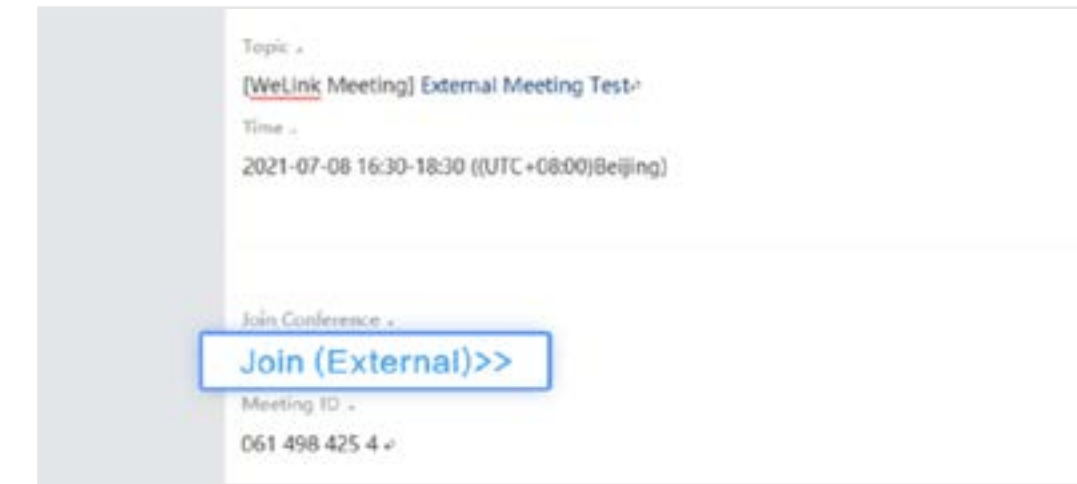 Topic
[WeLink Meeting] External Meeting Test
Time
2021-07-08 16:30-18:30 ((UTC+08:00)Beijing)
Join Conference
Join (External)>>
Meeting ID
061 498 425 4